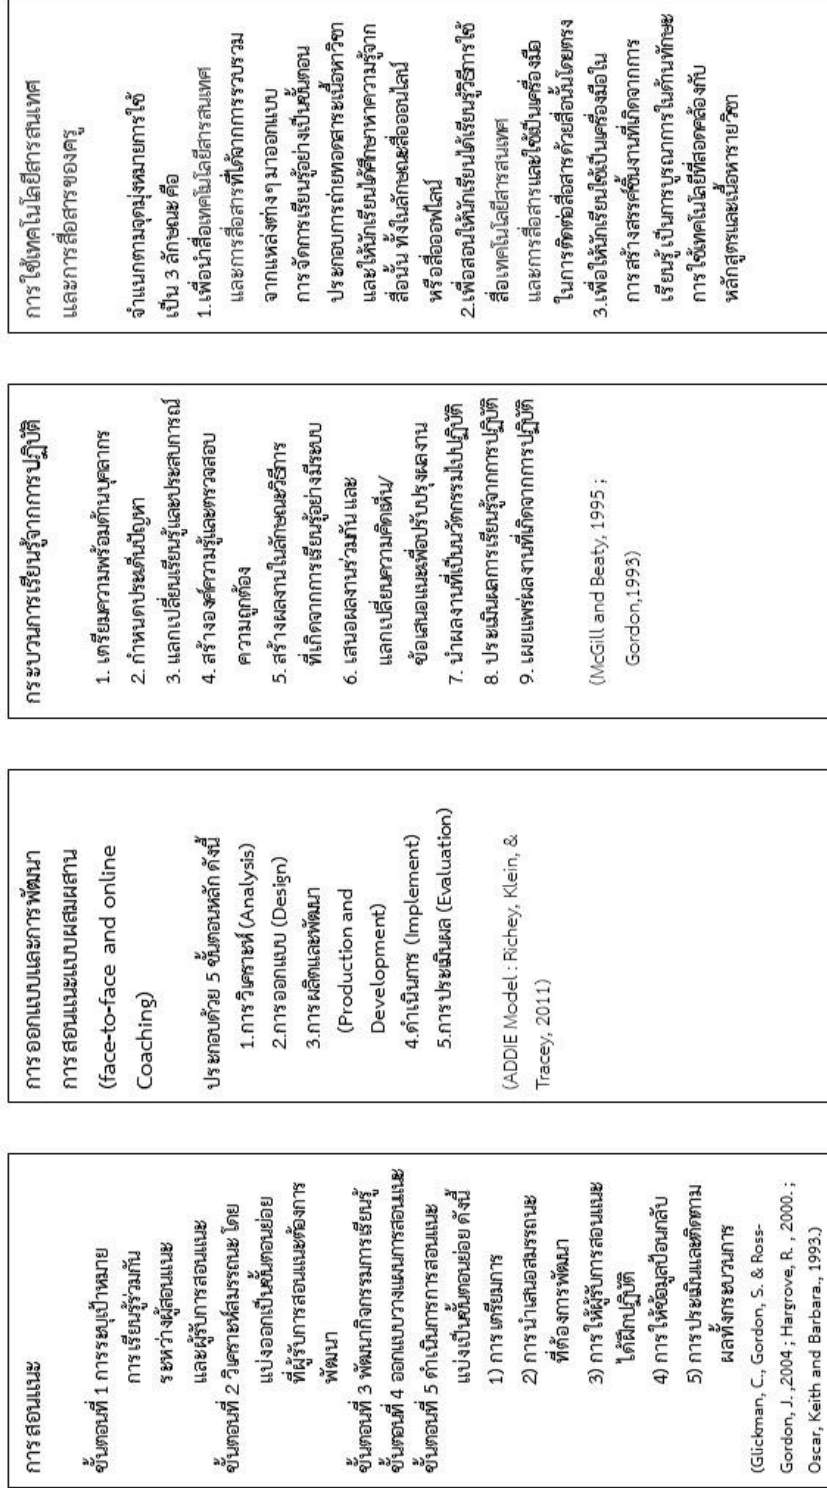 การสอนแนะ
ขั้นตอนที่ 1 การระบุเป้าหมาย
การเรียนรู้ร่วมกัน
ระหว่างผู้สอนแนะ
และผู้รับการสอนแนะ
ขั้นตอนที่ 2 วิเคราะห์สมรรถนะ โดย
แบ่งออกเป็นขั้นตอนย่อย
ที่ผู้รับการสอนแนะต้องการ
พัฒนา
ขั้นตอนที่ 3 พัฒนากิจกรรมการเรียนรู้
ขั้นตอนที่ 4 ออกแบบวางแผนการสอนแนะ
ขั้นตอนที่ 5 ดำเนินการการสอนแนะ
แบ่งเป็นขั้นตอนย่อย ดังนี้
1) การเตรียมการ
2) การนำเสนอสมรรถนะ
ที่ต้องการพัฒนา
3) การให้ผู้รับการสอนแนะ
ได้ฝึกปฏิบัติ
4) การให้ข้อมูลป้อนกลับ
5) การประเมินและติดตาม
ผลทั้งกระบวนการ
(Glickman, C., Gordon, S. & Ross-
Gordon, J. ,2004 ; Hargrove, R. , 2000. ;
Oscar, Keith and Barbara., 1993.)
การออกแบบและการพัฒนา
การสอนแนะแบบผสมผสาน
(face-to-face and online
Coaching)
ประกอบด้วย 5 ขั้นตอนหลัก ดังนี้
1.การวิเคราะห์ (Analysis)
2.การออกแบบ (Design)
3.การผลิตและพัฒนา
(Production and
Development)
4.ดำเนินการ (Implement)
5.การประเมินผล (Evaluation)
(ADDIE Model : Richey, Klein, &
Tracey, 2011)
กระบวนการเรียนรู้จากการปฏิบัติ
1. เตรียมความพร้อมด้านบุคลากร
2. กำหนดประเด็นปัญหา
3. แลกเปลี่ยนเรียนรู้และประสบการณ์
4. สร้างองค์ความรู้และตรวจสอบ
ความถูกต้อง
5. สร้างผลงานในลักษณะวิธีการ
ที่เกิดจากการเรียนรู้อย่างมีระบบ
6. เสนอผลงานร่วมกัน และ
แลกเปลี่ยนความคิดเห็น/
ข้อเสนอแนะเพื่อปรับปรุงผลงาน
7. นำผลงานที่เป็นนวัตกรรมไปปฏิบัติ
8. ประเมินผลการเรียนรู้จากการปฏิบัติ
9. เผยแพร่ผลงานที่เกิดจากการปฏิบัติ
(McGill and Beaty, 1995 ;
Gordon,1993)
การใช้เทคโนโลยีสารสนเทศ
และการสื่อสารของครู
จำแนกตามจุดมุ่งหมายการใช้
เป็น 3 ลักษณะ คือ
1.เพื่อนำสื่อเทคโนโลยีสารสนเทศ
และการสื่อสารที่ได้จากการรวบรวม
จากแหล่งต่าง ๆ มาออกแบบ
การจัดการเรียนรู้อย่างเป็นขั้นตอน
ประกอบการถ่ายทอดสาระเนื้อหาวิชา
และให้นักเรียนได้ศึกษาหาความรู้จาก
สื่อนั้น ทั้งในลักษณะสื่อออนไลน์
หรือสื่อออฟไลน์
2.เพื่อสอนให้นักเรียนได้เรียนรู้วิธีการใช้
สื่อเทคโนโลยีสารสนเทศ
และการสื่อสารและใช้เป็นเครื่องมือ
ในการติดต่อสื่อสารด้วยสื่อนั้นโดยตรง
3.เพื่อให้นักเรียนใช้เป็นเครื่องมือใน
การสร้างสรรค์ชิ้นงานที่เกิดจากการ
เรียนรู้ เป็นการบูรณาการในด้านทักษะ
การใช้เทคโนโลยีที่สอดคล้องกับ
หลักสูตรและเนื้อหารายวิชา